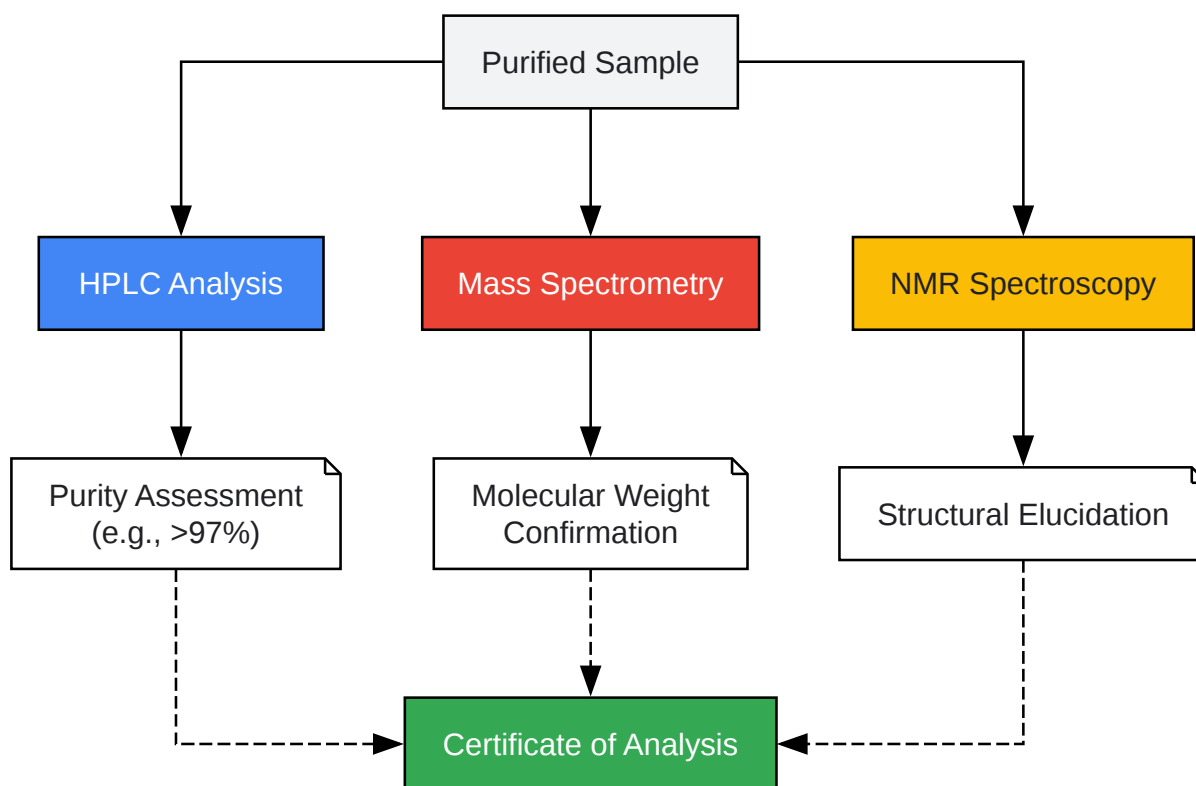 Purified Sample
HPLC Analysis
Mass Spectrometry
NMR Spectroscopy
Purity Assessment
(e.g., >97%)
Molecular Weight
Confirmation
Structural Elucidation
Certificate of Analysis